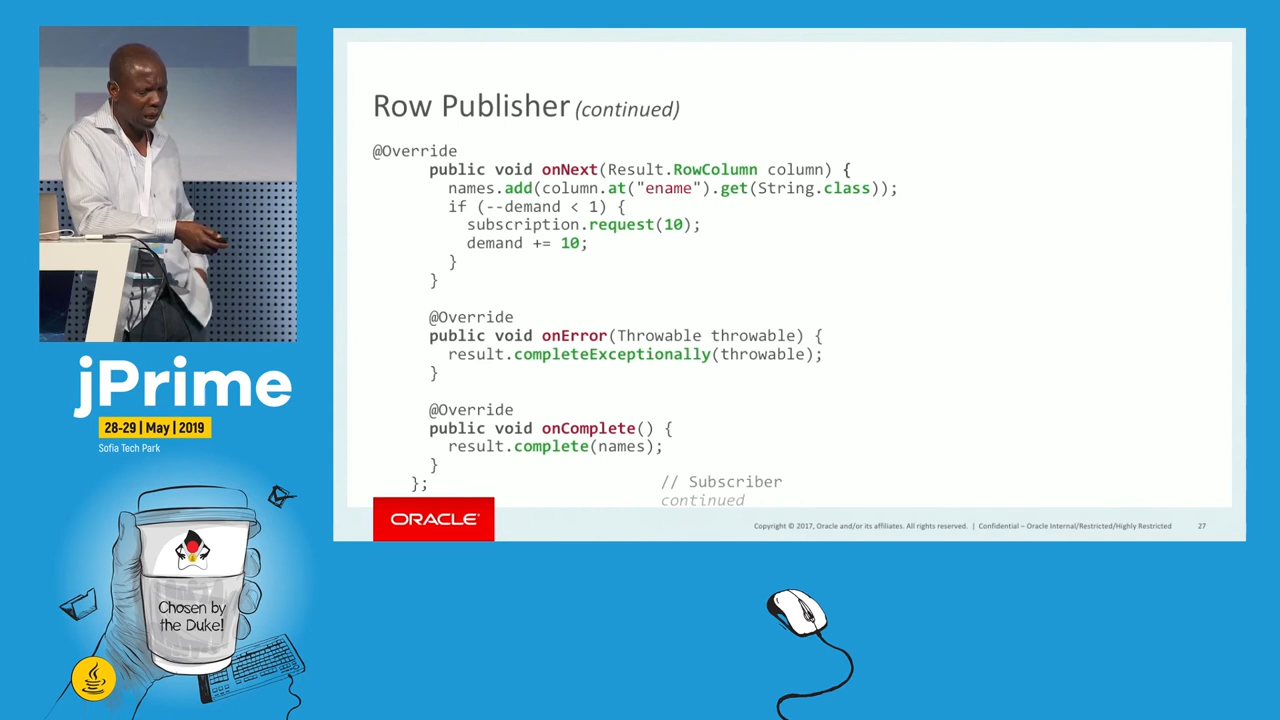 Row Publisher (continued)
@Override
public void onNext(Result.RowColumn column) {
names.add(column.at("ename").get(String.class));
if (--demand < 1) {
subscription.request(10);
demand += 10;
}
}
@Override
public void onError(Throwable throwable) {
result.completeExceptionally(throwable);
}
@Override
public void onComplete() {
result.complete(names);
}
};
// Subscriber
continued
ORACLE
Copyright © 2017, Oracle and/or its affiliates. All rights reserved. | Confidential – Oracle Internal/Restricted/Highly Restricted
27
jPrime
28-29 | May | 2019
Sofia Tech Park
Chosen by
the Duke!